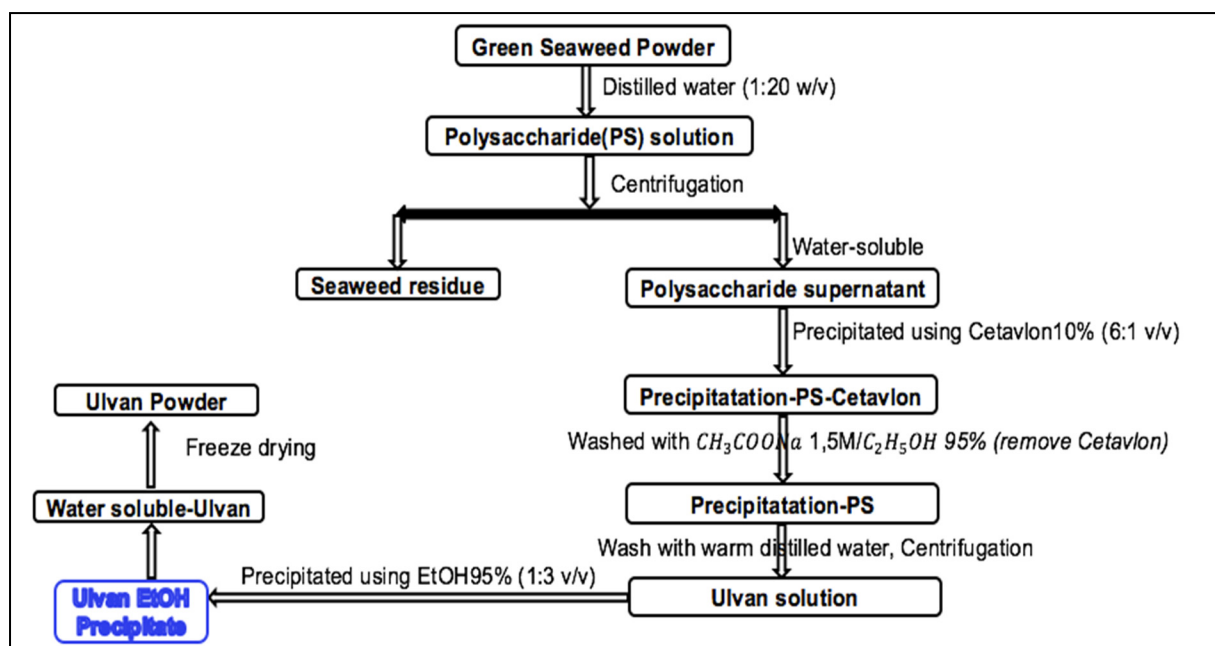 Green Seaweed Powder
Distilled water (1:20 w/v)
Polysaccharide(PS) solution
Centrifugation
Water-soluble
Seaweed residue
Polysaccharide supernatant
Precipitated using Cetavlon10% (6:1 v/v)
Precipitatation-PS-Cetavlon
Washed with CH₃COONa 1,5M/C₂H₅OH 95% (remove Cetavlon)
Precipitatation-PS
Wash with warm distilled water, Centrifugation
Ulvan solution
Precipitated using EtOH95% (1:3 v/v)
Ulvan EtOH
Precipitate
Water soluble-Ulvan
Freeze drying
Ulvan Powder